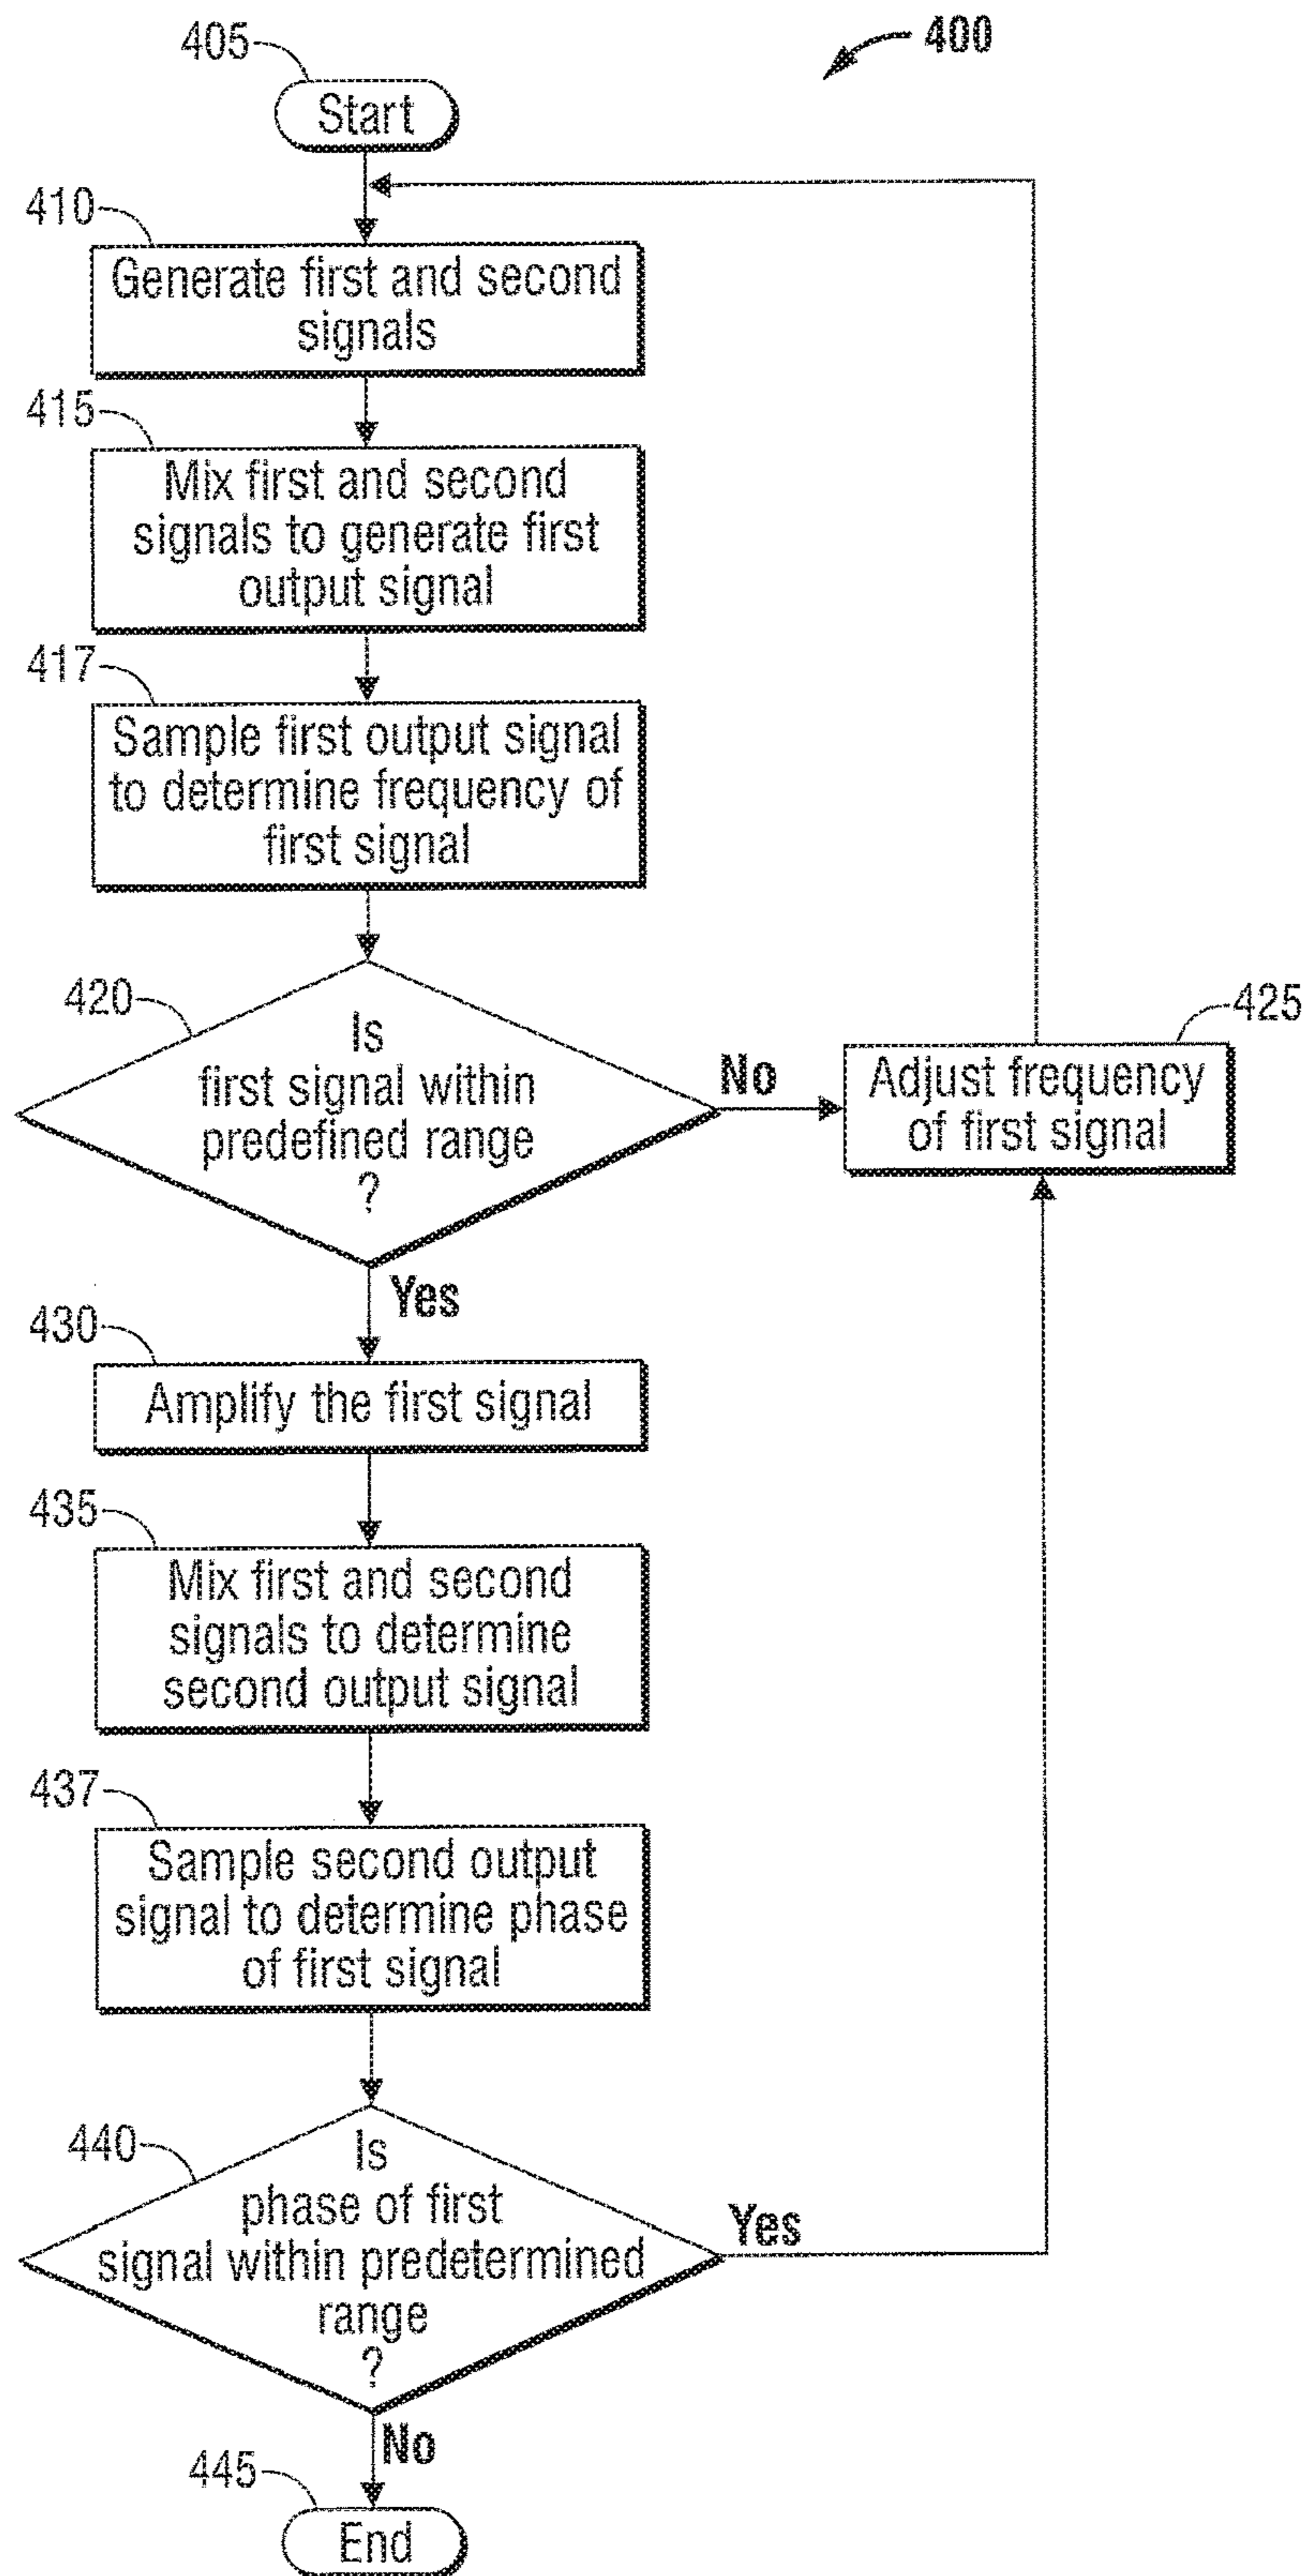 400
405
Start
410
Generate first and second
signals
415
Mix first and second
signals to generate first
output signal
417
Sample first output signal
to determine frequency of
first signal
420
Is
first signal within
predefined range
?
No
425
Adjust frequency
of first signal
Yes
430
Amplify the first signal
435
Mix first and second
signals to determine
second output signal
437
Sample second output
signal to determine phase
of first signal
440
Is
phase of first
signal within predetermined
range
?
Yes
No
445
End